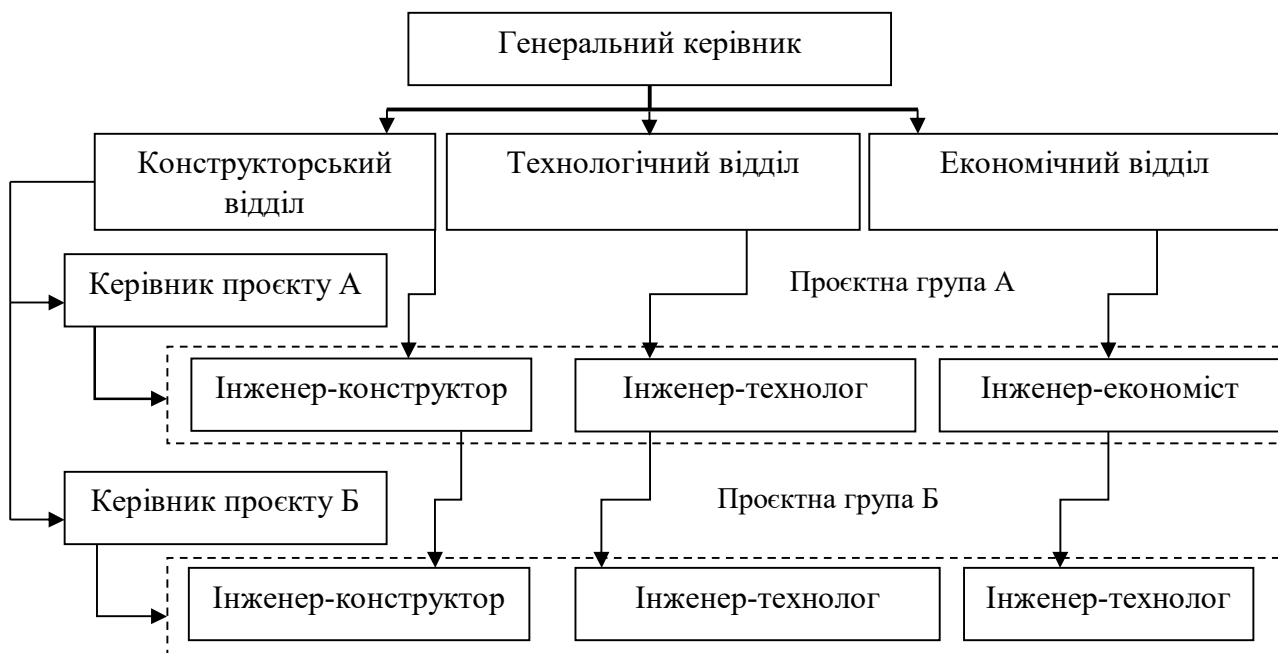 Генеральний керівник
Конструкторський
відділ
Технологічний відділ
Економічний відділ
Керівник проєкту А
Проєктна група А
Інженер-конструктор
Інженер-технолог
Інженер-економіст
Керівник проєкту Б
Проєктна група Б
Інженер-конструктор
Інженер-технолог
Інженер-технолог